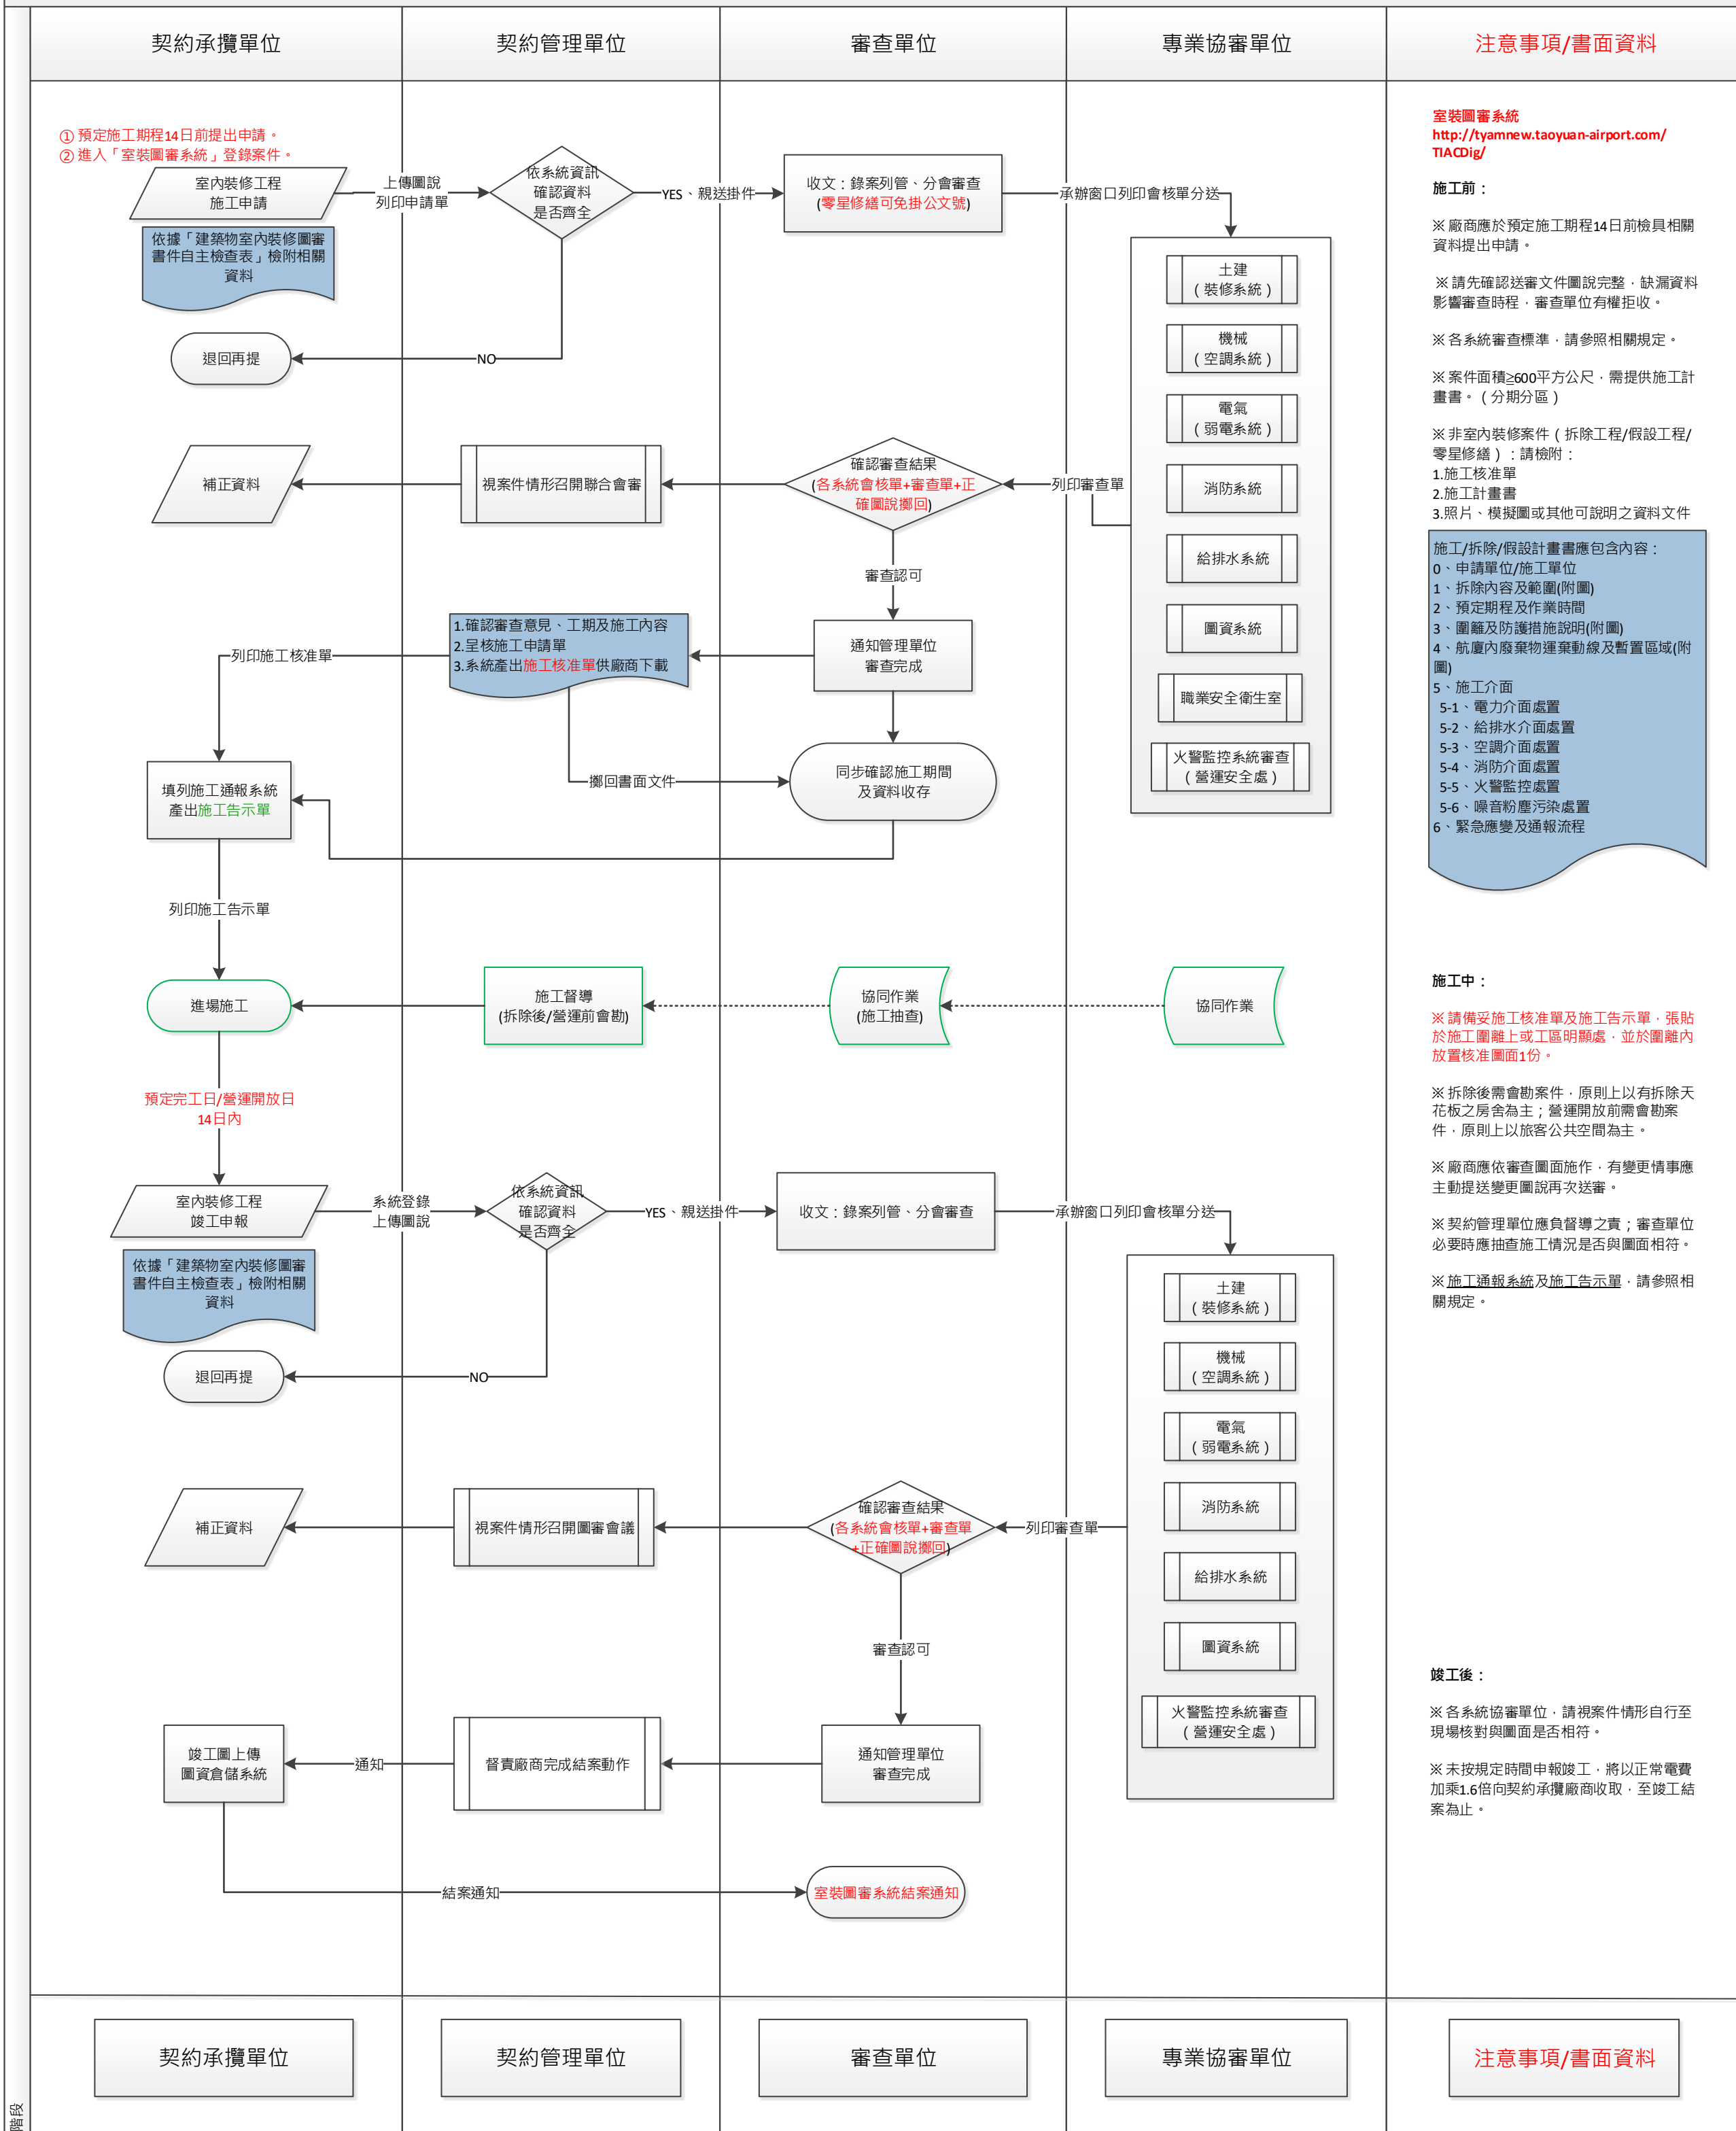 契約承攬單位
契約管理單位
審查單位
專業協審單位
注意事項/書面資料
① 預定施工期程14日前提出申請。
② 進入「室裝圖審系統」登錄案件。
室內裝修工程
施工申請
上傳圖說
列印申請單
依系統資訊
確認資料
是否齊全
YES、親送掛件
收文：錄案列管、分會審查
(零星修繕可免掛公文號)
承辦窗口列印會核單分送
依據「建築物室內裝修圖審
書件自主檢查表」檢附相關
資料
退回再提
NO
土建
（裝修系統）
機械
（空調系統）
電氣
（弱電系統）
消防系統
給排水系統
圖資系統
職業安全衛生室
火警監控系統審查
（營運安全處）
列印審查單
確認審查結果
(各系統會核單+審查單+正
確圖說擲回)
視案件情形召開聯合會審
補正資料
審查認可
通知管理單位
審查完成
1.確認審查意見、工期及施工內容
2.呈核施工申請單
3.系統產出施工核准單供廠商下載
列印施工核准單
擲回書面文件
同步確認施工期間
及資料收存
填列施工通報系統
產出施工告示單
列印施工告示單
進場施工
施工督導
(拆除後/營運前會勘)
協同作業
(施工抽查)
協同作業
預定完工日/營運開放日
14日內
室內裝修工程
竣工申報
系統登錄
上傳圖說
依系統資訊
確認資料
是否齊全
YES、親送掛件
收文：錄案列管、分會審查
承辦窗口列印會核單分送
依據「建築物室內裝修圖審
書件自主檢查表」檢附相關
資料
退回再提
NO
土建
（裝修系統）
機械
（空調系統）
電氣
（弱電系統）
消防系統
給排水系統
圖資系統
火警監控系統審查
（營運安全處）
列印審查單
確認審查結果
(各系統會核單+審查單
+正確圖說擲回)
視案件情形召開圖審會議
補正資料
審查認可
通知管理單位
審查完成
督責廠商完成結案動作
通知
竣工圖上傳
圖資倉儲系統
結案通知
室裝圖審系統結案通知
室裝圖審系統
http://tyamnew.taoyuan-airport.com/
TIACDig/
施工前：
※ 廠商應於預定施工期程14日前檢具相關
資料提出申請。
※ 請先確認送審文件圖說完整，缺漏資料
影響審查時程，審查單位有權拒收。
※ 各系統審查標準，請參照相關規定。
※ 案件面積≧600平方公尺，需提供施工計
畫書。（分期分區）
※ 非室內裝修案件（拆除工程/假設工程/
零星修繕）：請檢附：
1.施工核准單
2.施工計畫書
3.照片、模擬圖或其他可說明之資料文件
施工/拆除/假設計畫書應包含內容：
0、申請單位/施工單位
1、拆除內容及範圍(附圖)
2、預定期程及作業時間
3、圍籬及防護措施說明(附圖)
4、航廈內廢棄物運棄動線及暫置區域(附
圖)
5、施工介面
5-1、電力介面處置
5-2、給排水介面處置
5-3、空調介面處置
5-4、消防介面處置
5-5、火警監控處置
5-6、噪音粉塵污染處置
6、緊急應變及通報流程
施工中：
※ 請備妥施工核准單及施工告示單，張貼
於施工圍離上或工區明顯處，並於圍離內
放置核准圖面1份。
※ 拆除後需會勘案件，原則上以有拆除天
花板之房舍為主；營運開放前需會勘案
件，原則上以旅客公共空間為主。
※ 廠商應依審查圖面施作，有變更情事應
主動提送變更圖說再次送審。
※ 契約管理單位應負督導之責；審查單位
必要時應抽查施工情況是否與圖面相符。
※ 施工通報系統及施工告示單，請參照相
關規定。
竣工後：
※ 各系統協審單位，請視案件情形自行至
現場核對與圖面是否相符。
※ 未按規定時間申報竣工，將以正常電費
加乘1.6倍向契約承攬廠商收取，至竣工結
案為止。
契約承攬單位
契約管理單位
審查單位
專業協審單位
注意事項/書面資料
階段